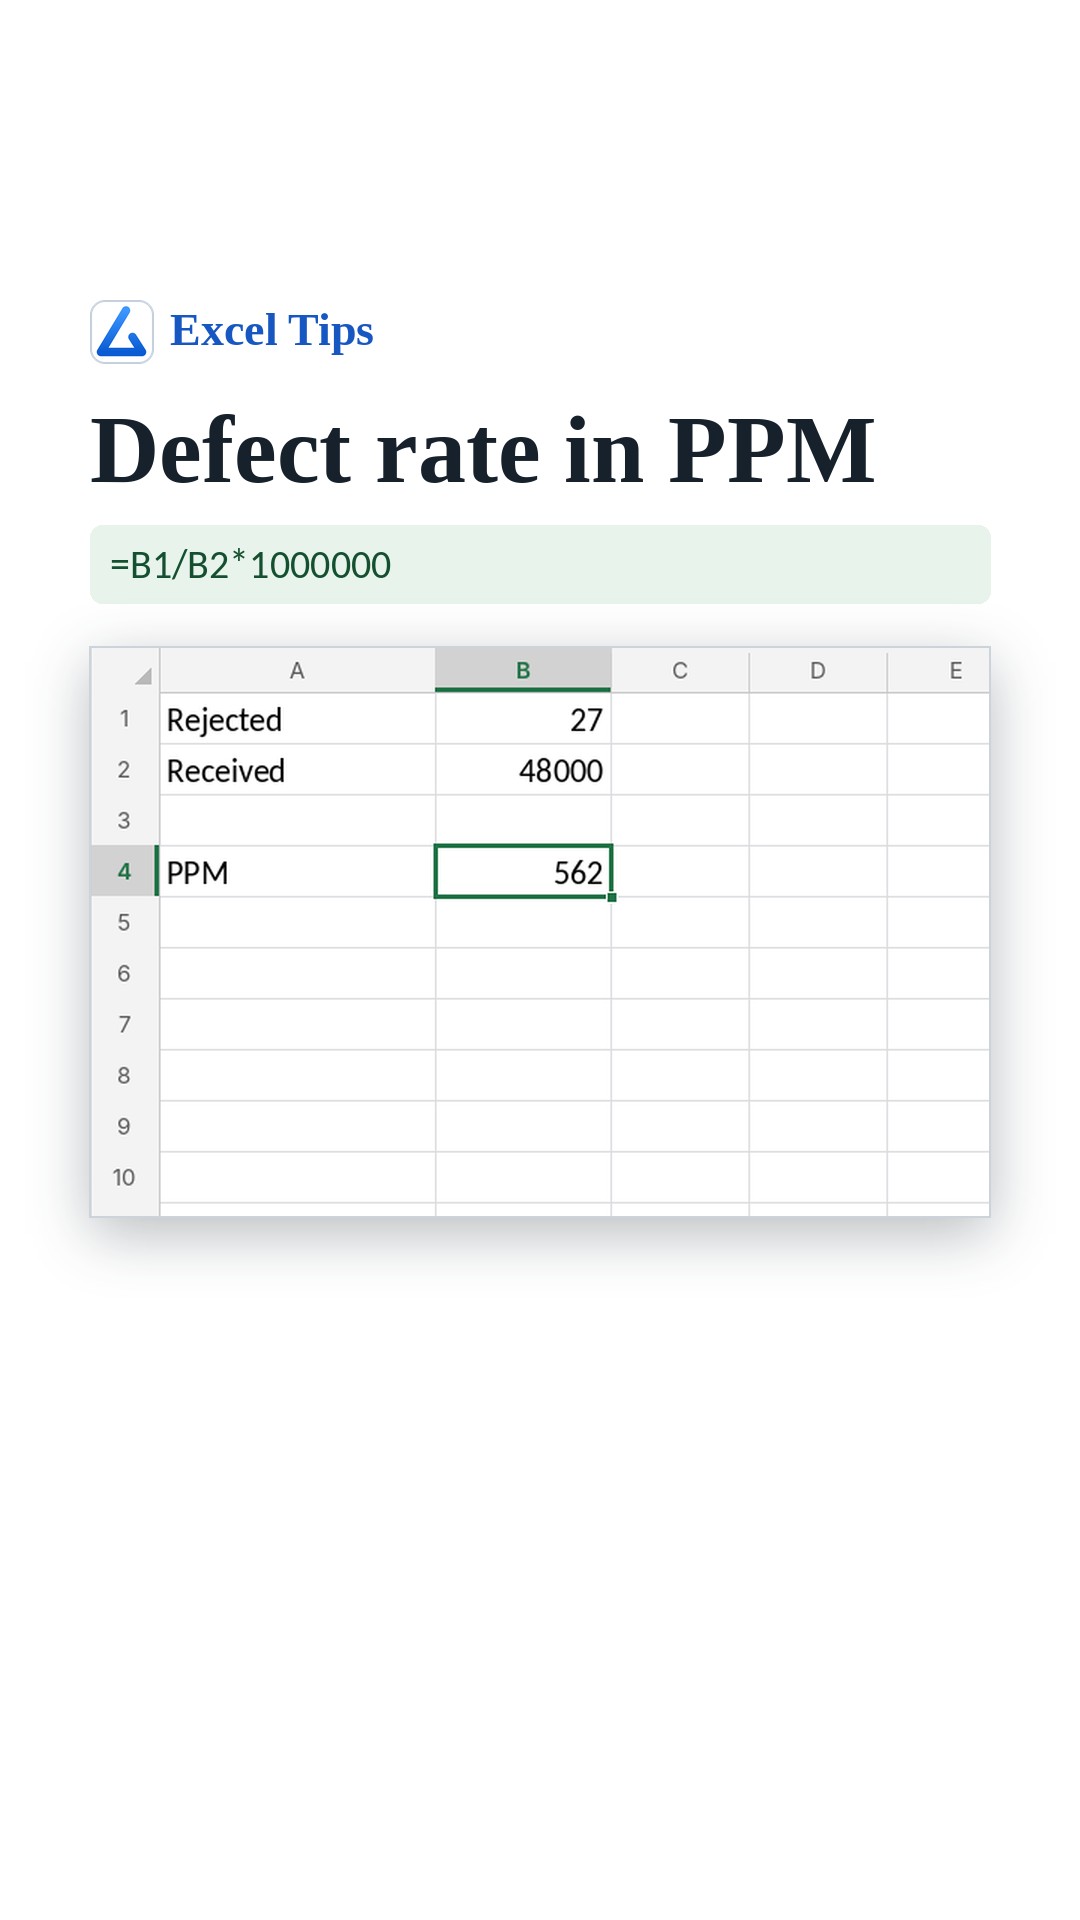 Excel Tips
Defect rate in PPM
=B1/B2*1000000
A B C D E
1 Rejected 27
2 Received 48000
3
4 PPM 562
5
6
7
8
9
10